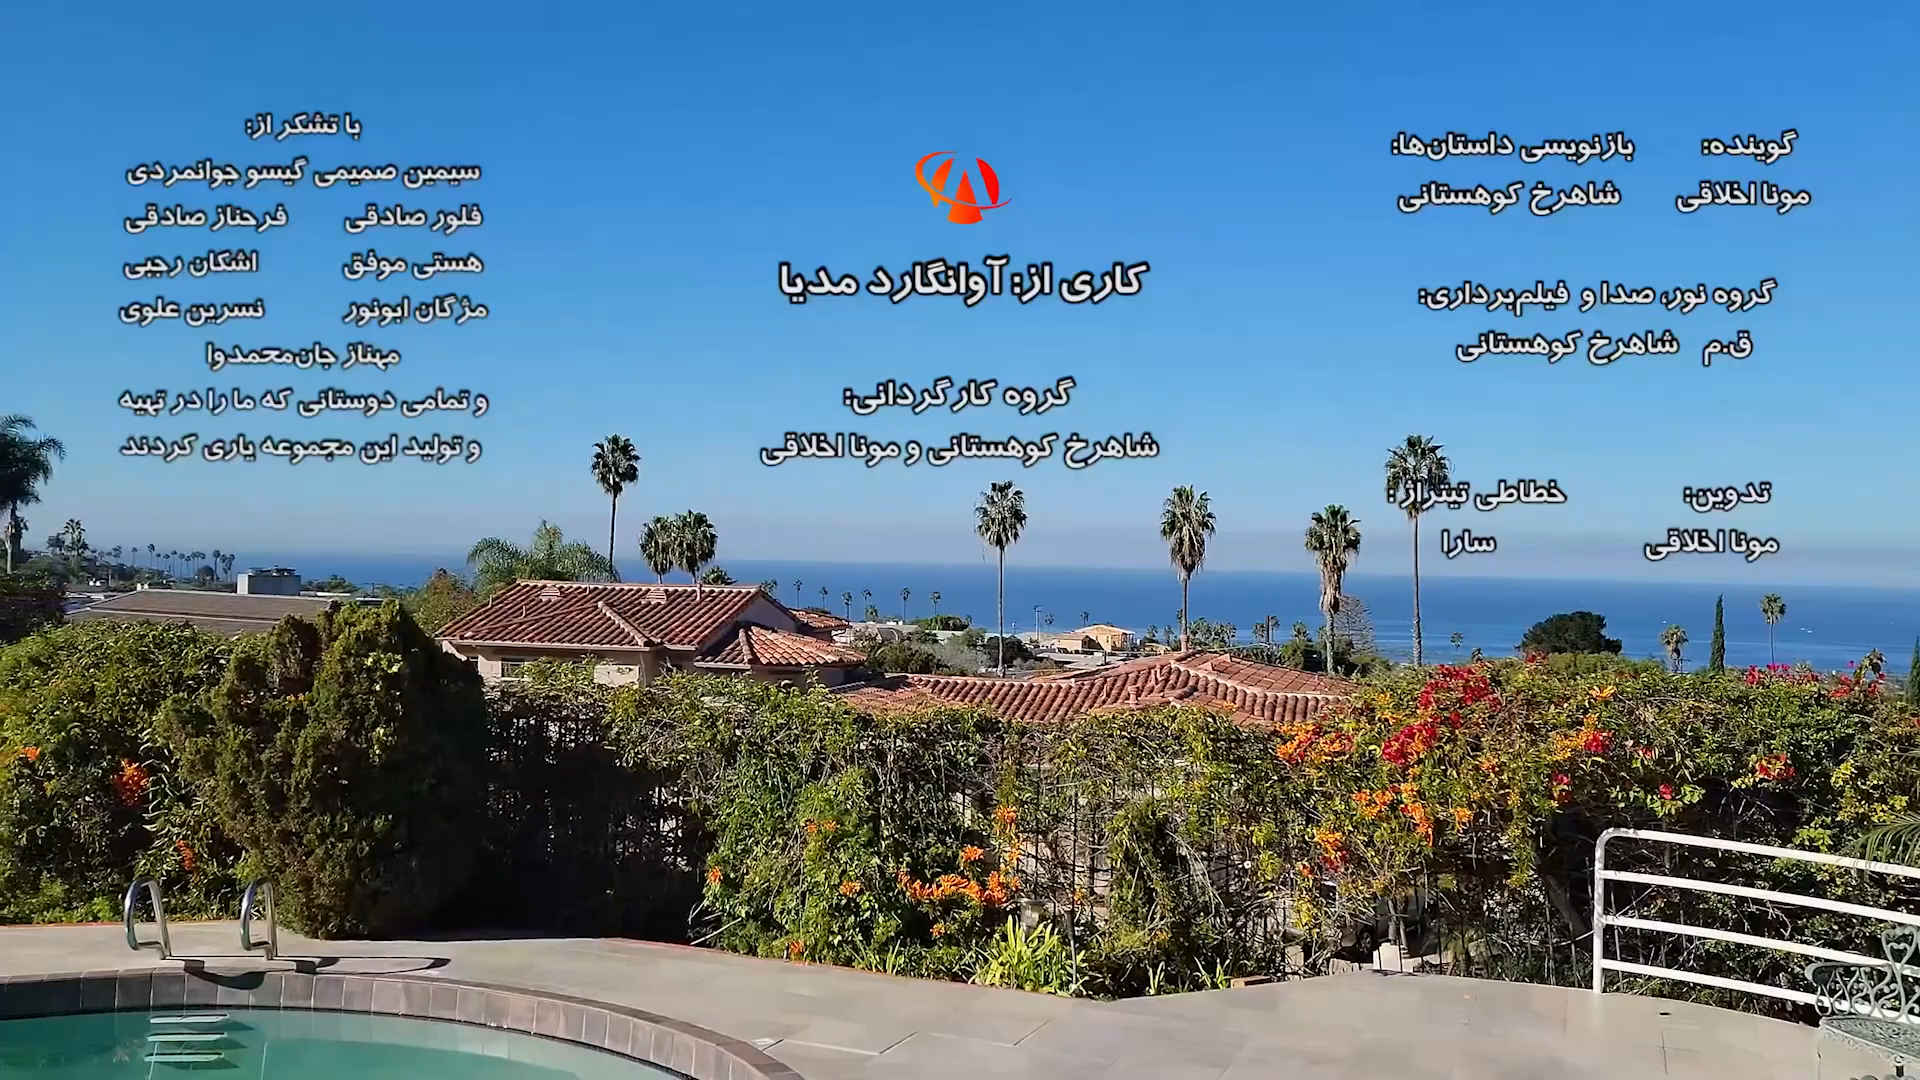 گوینده: بازنویسی داستان‌ها:
مونا اخلاقی شاهرخ کوهستانی
گروه نور، صدا و فیلم‌برداری:
ق.م شاهرخ کوهستانی
تدوین: خطاطی تیتراژ:
مونا اخلاقی سارا
کاری از: آوانگارد مدیا
گروه کارگردانی:
شاهرخ کوهستانی و مونا اخلاقی
با تشکر از:
سیمین صمیمی گیسو جوانمردی
فلور صادقی فرحناز صادقی
هستی موفق اشکان رجبی
مژگان ابونور نسرین علوی
مهناز جان‌محمدوا
و تمامی دوستانی که ما را در تهیه
و تولید این مجموعه یاری کردند